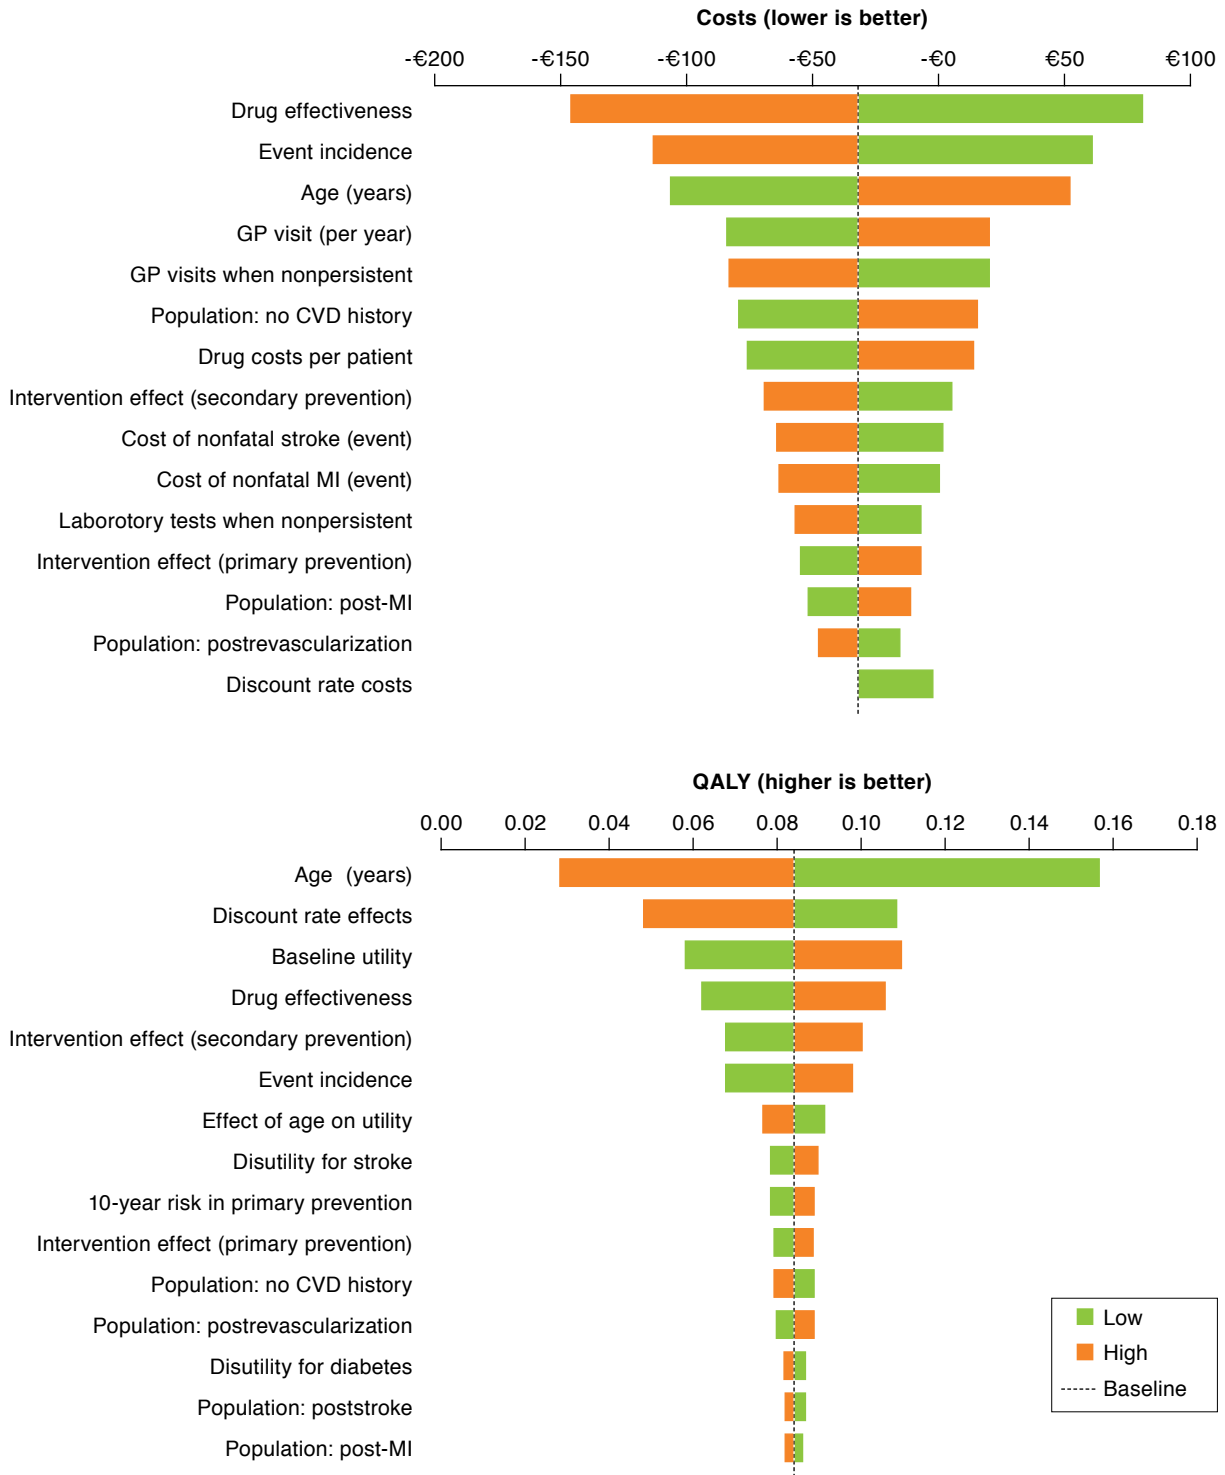 Costs (lower is better)
-€200 -€150 -€100 -€50 -€0 €50 €100
Drug effectiveness
Event incidence
Age (years)
GP visit (per year)
GP visits when nonpersistent
Population: no CVD history
Drug costs per patient
Intervention effect (secondary prevention)
Cost of nonfatal stroke (event)
Cost of nonfatal MI (event)
Laborotory tests when nonpersistent
Intervention effect (primary prevention)
Population: post-MI
Population: postrevascularization
Discount rate costs
QALY (higher is better)
0.00 0.02 0.04 0.06 0.08 0.10 0.12 0.14 0.16 0.18
Age (years)
Discount rate effects
Baseline utility
Drug effectiveness
Intervention effect (secondary prevention)
Event incidence
Effect of age on utility
Disutility for stroke
10-year risk in primary prevention
Intervention effect (primary prevention)
Population: no CVD history
Population: postrevascularization
Disutility for diabetes
Population: poststroke
Population: post-MI
Low
High
Baseline